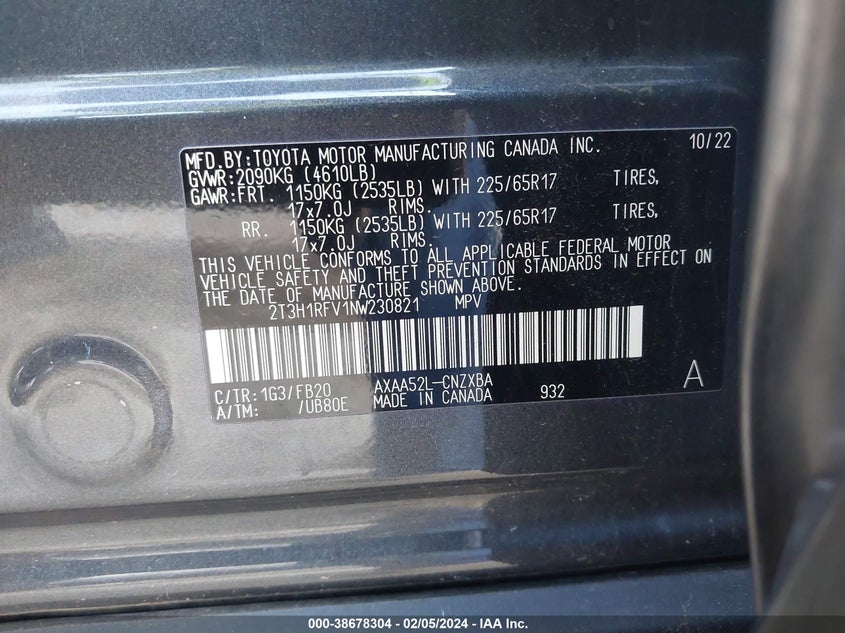 MFD.BY:TOYOTA MOTOR MANUFACTURING CANADA INC. 10/22
GVWR:2090KG (4610LB)
GAWR:FRT. 1150KG (2535LB) WITH 225/65R17 TIRES,
17x7.0J RIMS.
RR. 1150KG (2535LB) WITH 225/65R17 TIRES,
17x7.0J RIMS.
THIS VEHICLE CONFORMS TO ALL APPLICABLE FEDERAL MOTOR
VEHICLE SAFETY AND THEFT PREVENTION STANDARDS IN EFFECT ON
THE DATE OF MANUFACTURE SHOWN ABOVE.
2T3H1RFV1NW230821 MPV
C/TR:1G3/FB20 AXAA52L-CNZXBA A
A/TM: /UB80E MADE IN CANADA 932
000-38678304 - 02/05/2024 - IAA Inc.